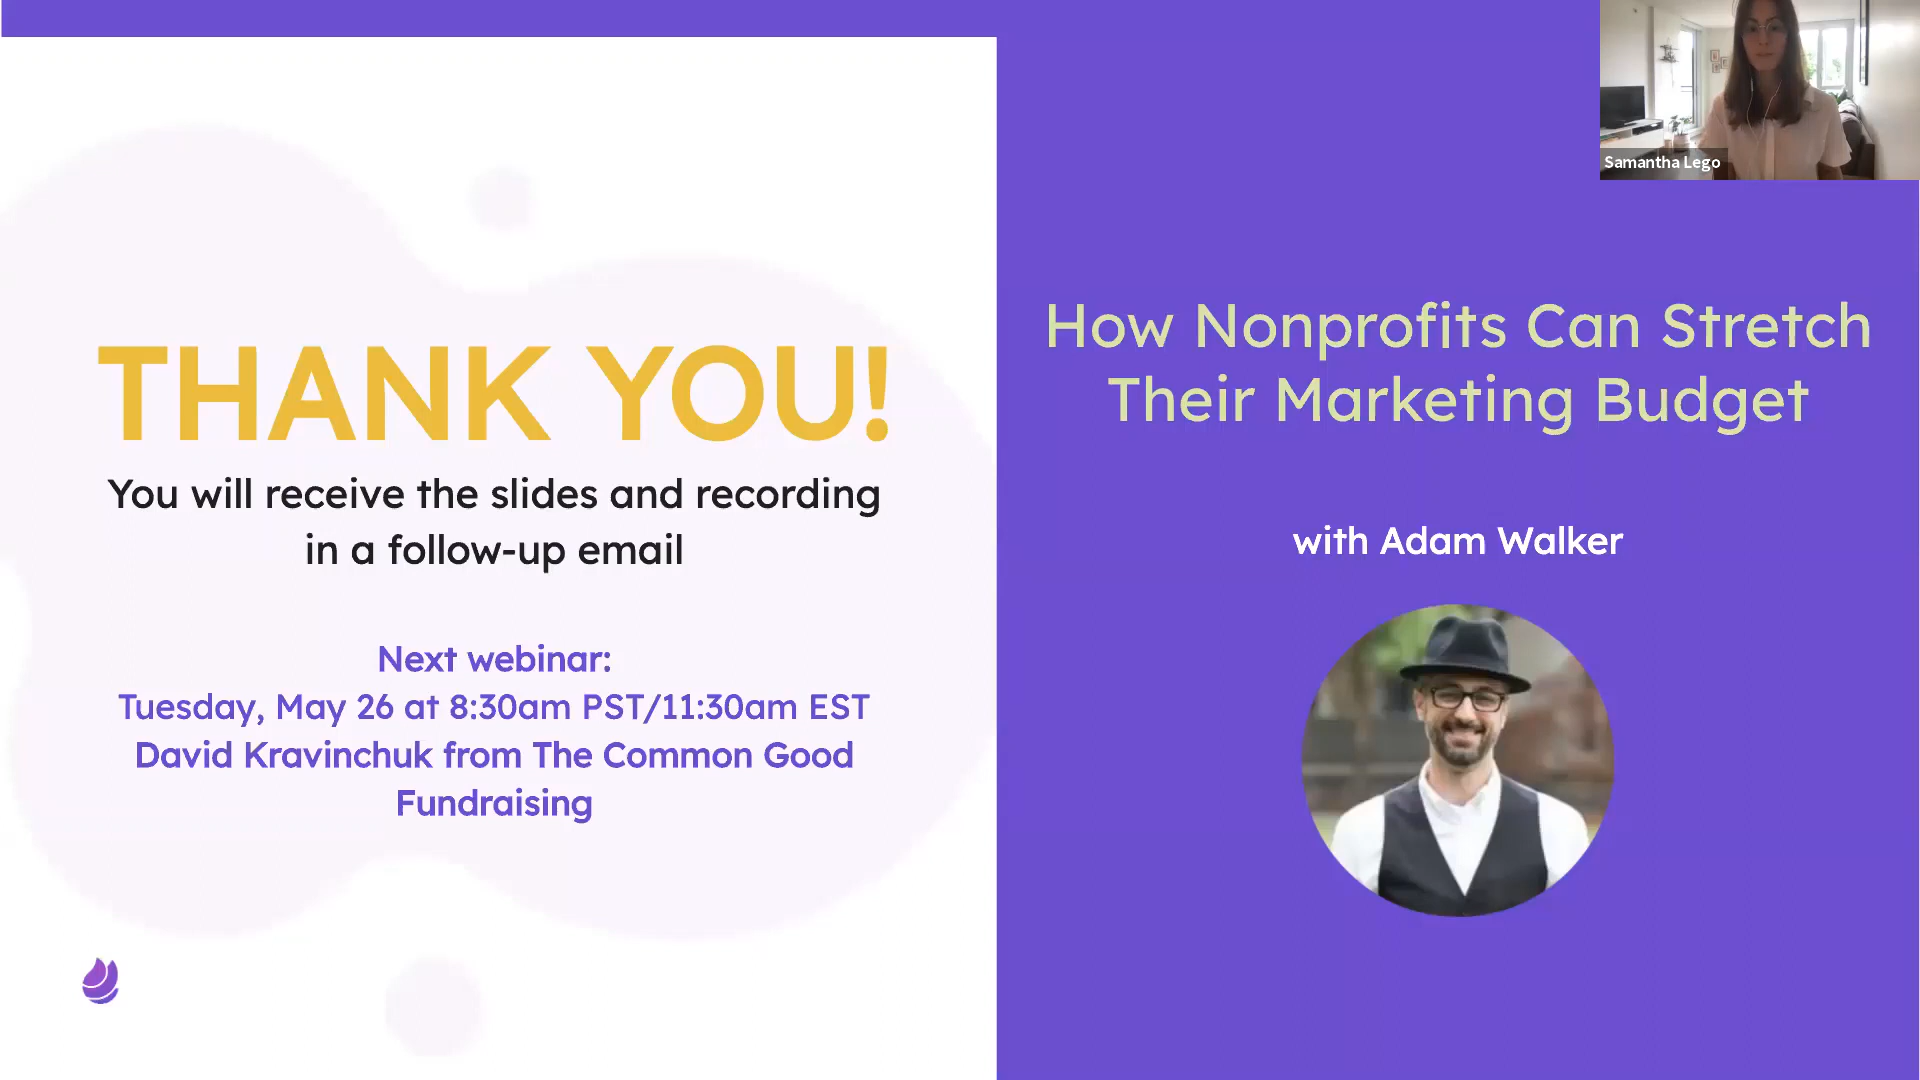 THANK YOU!
You will receive the slides and recording
in a follow-up email
Next webinar:
Tuesday, May 26 at 8:30am PST/11:30am EST
David Kravinchuk from The Common Good
Fundraising
How Nonprofits Can Stretch
Their Marketing Budget
with Adam Walker
Samantha Lego